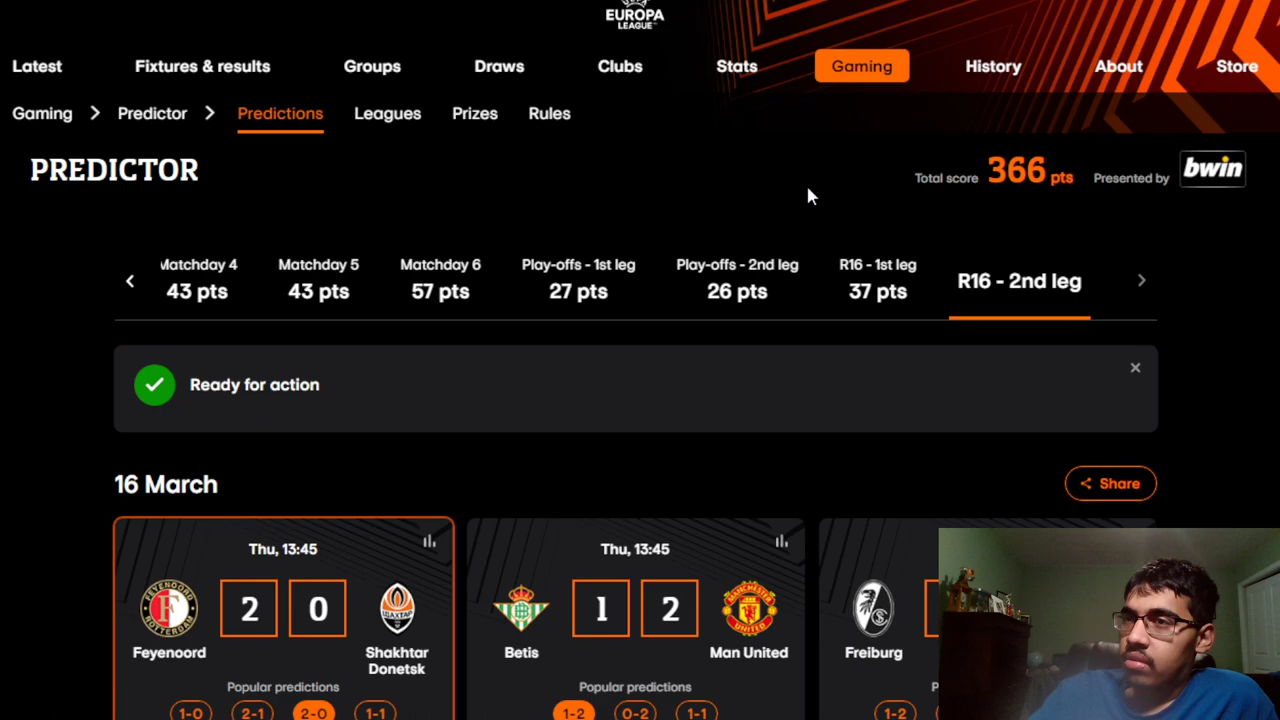 EUROPA
LEAGUE
Latest Fixtures & results Groups Draws Clubs Stats Gaming History About Store
Gaming Predictor Predictions Leagues Prizes Rules
PREDICTOR
Total score 366 pts Presented by bwin
Matchday 4 Matchday 5 Matchday 6 Play-offs - 1st leg Play-offs - 2nd leg R16 - 1st leg R16 - 2nd leg
43 pts 43 pts 57 pts 27 pts 26 pts 37 pts
Ready for action
16 March Share
Thu, 13:45 Thu, 13:45
2 0 1 2
Feyenoord Shakhtar Donetsk Betis Man United Freiburg
Popular predictions Popular predictions
1-0 2-1 2-0 1-1 1-2 0-2 1-1 1-2